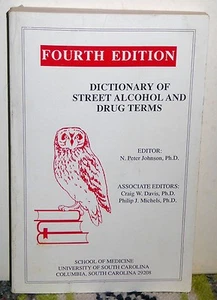 FOURTH EDITION
DICTIONARY OF
STREET ALCOHOL AND
DRUG TERMS
EDITOR:
N. Peter Johnson, Ph.D.
ASSOCIATE EDITORS:
Craig W. Davis, Ph.D.
Philip J. Michels, Ph.D.
SCHOOL OF MEDICINE
UNIVERSITY OF SOUTH CAROLINA
COLUMBIA, SOUTH CAROLINA 29208